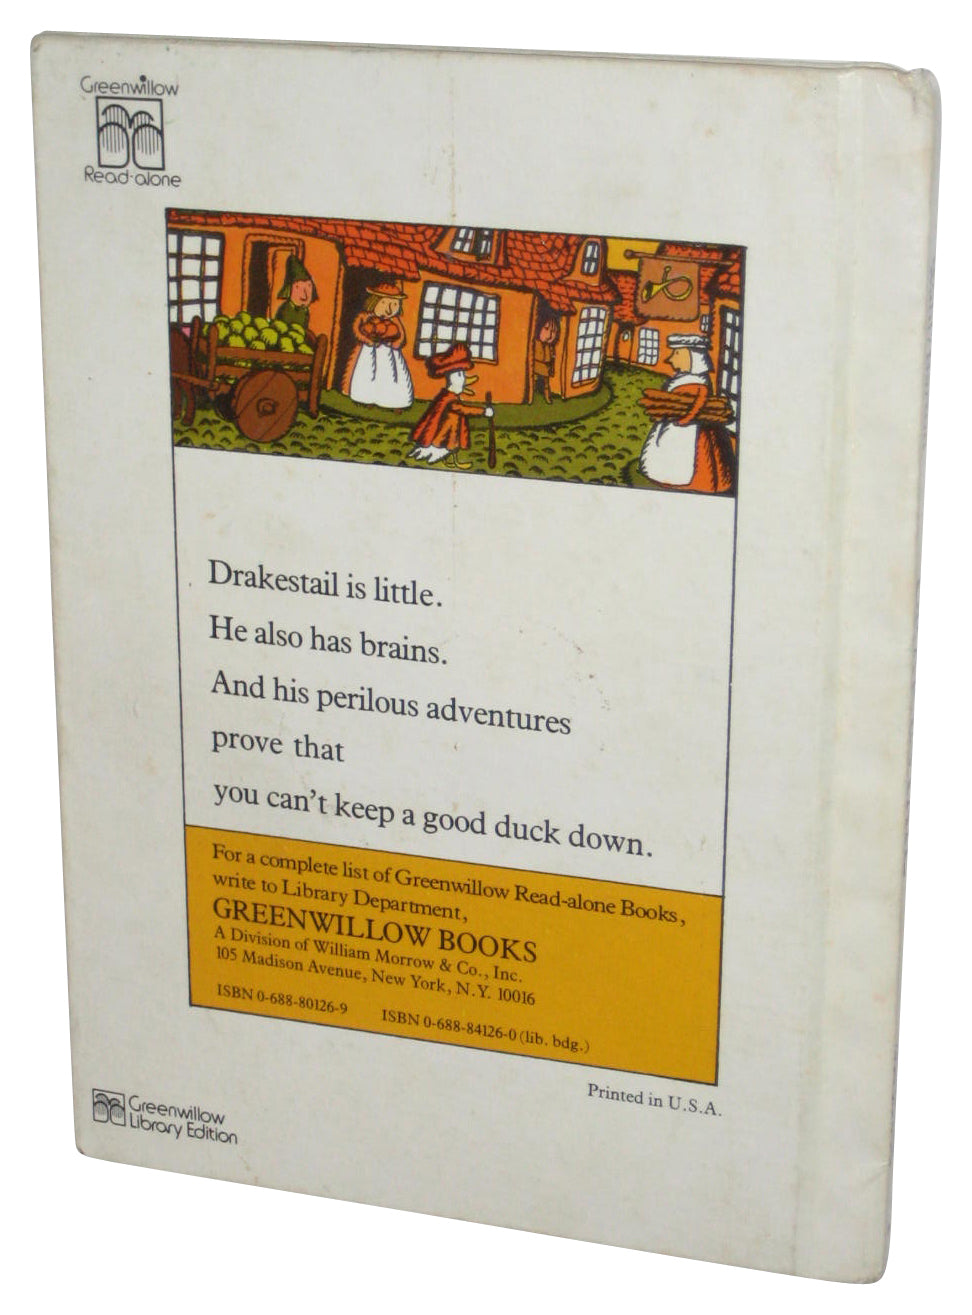 Greenwillow
Read-alone
Drakestail is little.
He also has brains.
And his perilous adventures
prove that
you can't keep a good duck down.
For a complete list of Greenwillow Read-alone Books,
write to Library Department,
GREENWILLOW BOOKS
A Division of William Morrow & Co., Inc.
105 Madison Avenue, New York, N.Y. 10016
ISBN 0-688-80126-9 ISBN 0-688-84126-0 (lib. bdg.)
Printed in U.S.A.
Greenwillow
Library Edition